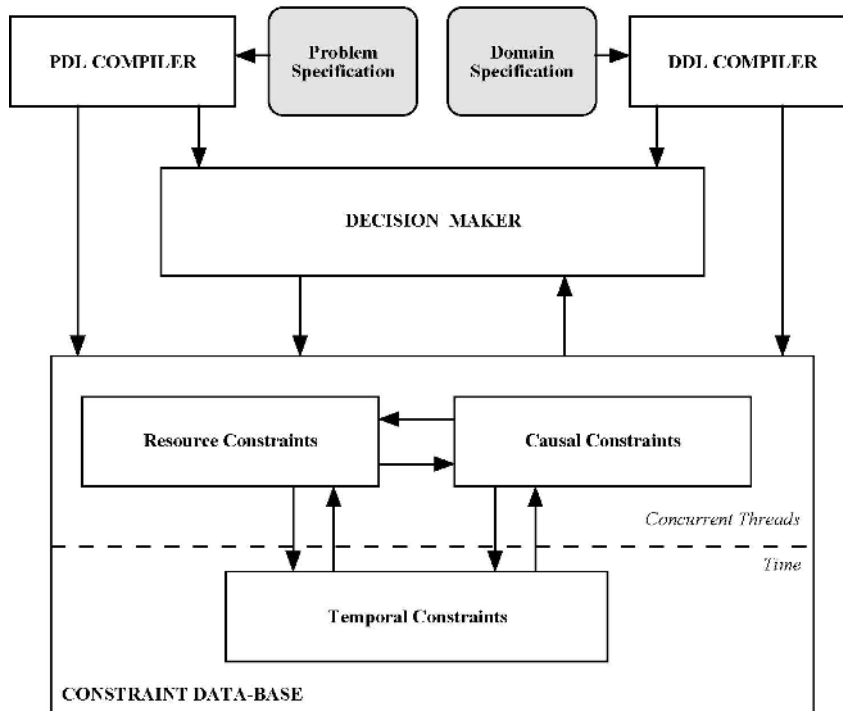 PDL COMPILER
Problem
Specification
Domain
Specification
DDL COMPILER
DECISION MAKER
Resource Constraints
Causal Constraints
Concurrent Threads
Time
Temporal Constraints
CONSTRAINT DATA-BASE